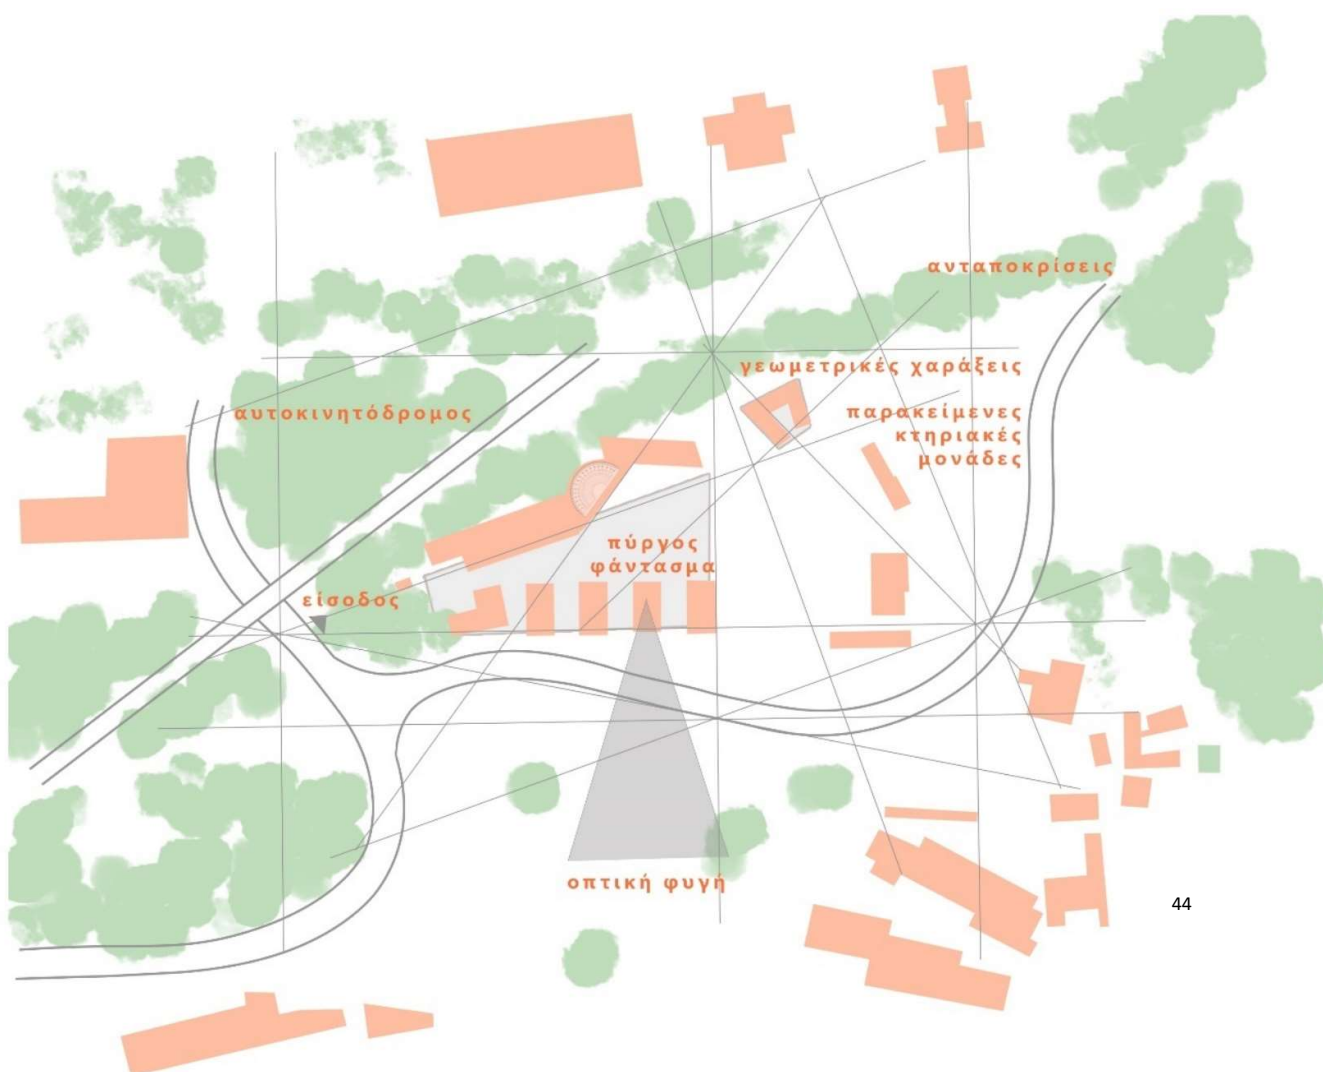 ανταποκρίσεις
γεωμετρικές χαράξεις
αυτοκινητόδρομος
παρακείμενες
κτηριακές
μονάδες
πύργος
φάντασμα
είσοδος
οπτική φυγή
44